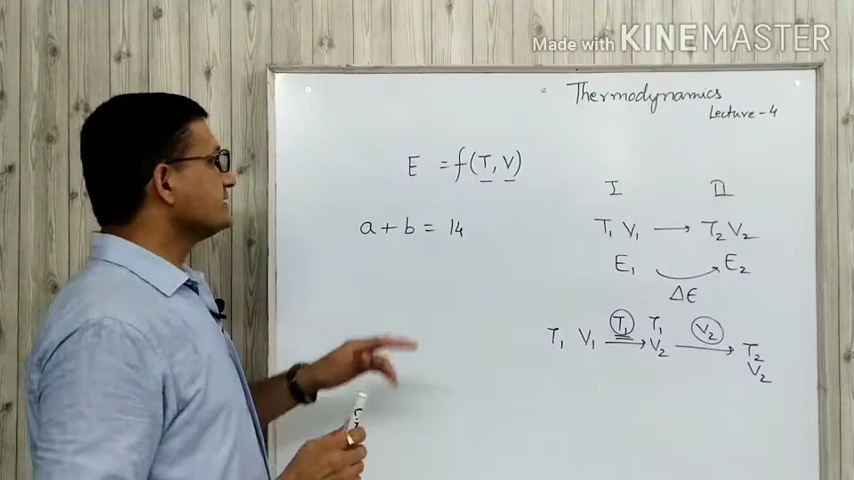 Made with KINEMASTER
Thermodynamics
Lecture-4
E = f(T, V)
a + b = 14
I II
T₁ V₁ → T₂ V₂
E₁ E₂
ΔE
T₁ V₁ →(T₁) T₁ V₂ →(V₂) T₂ V₂